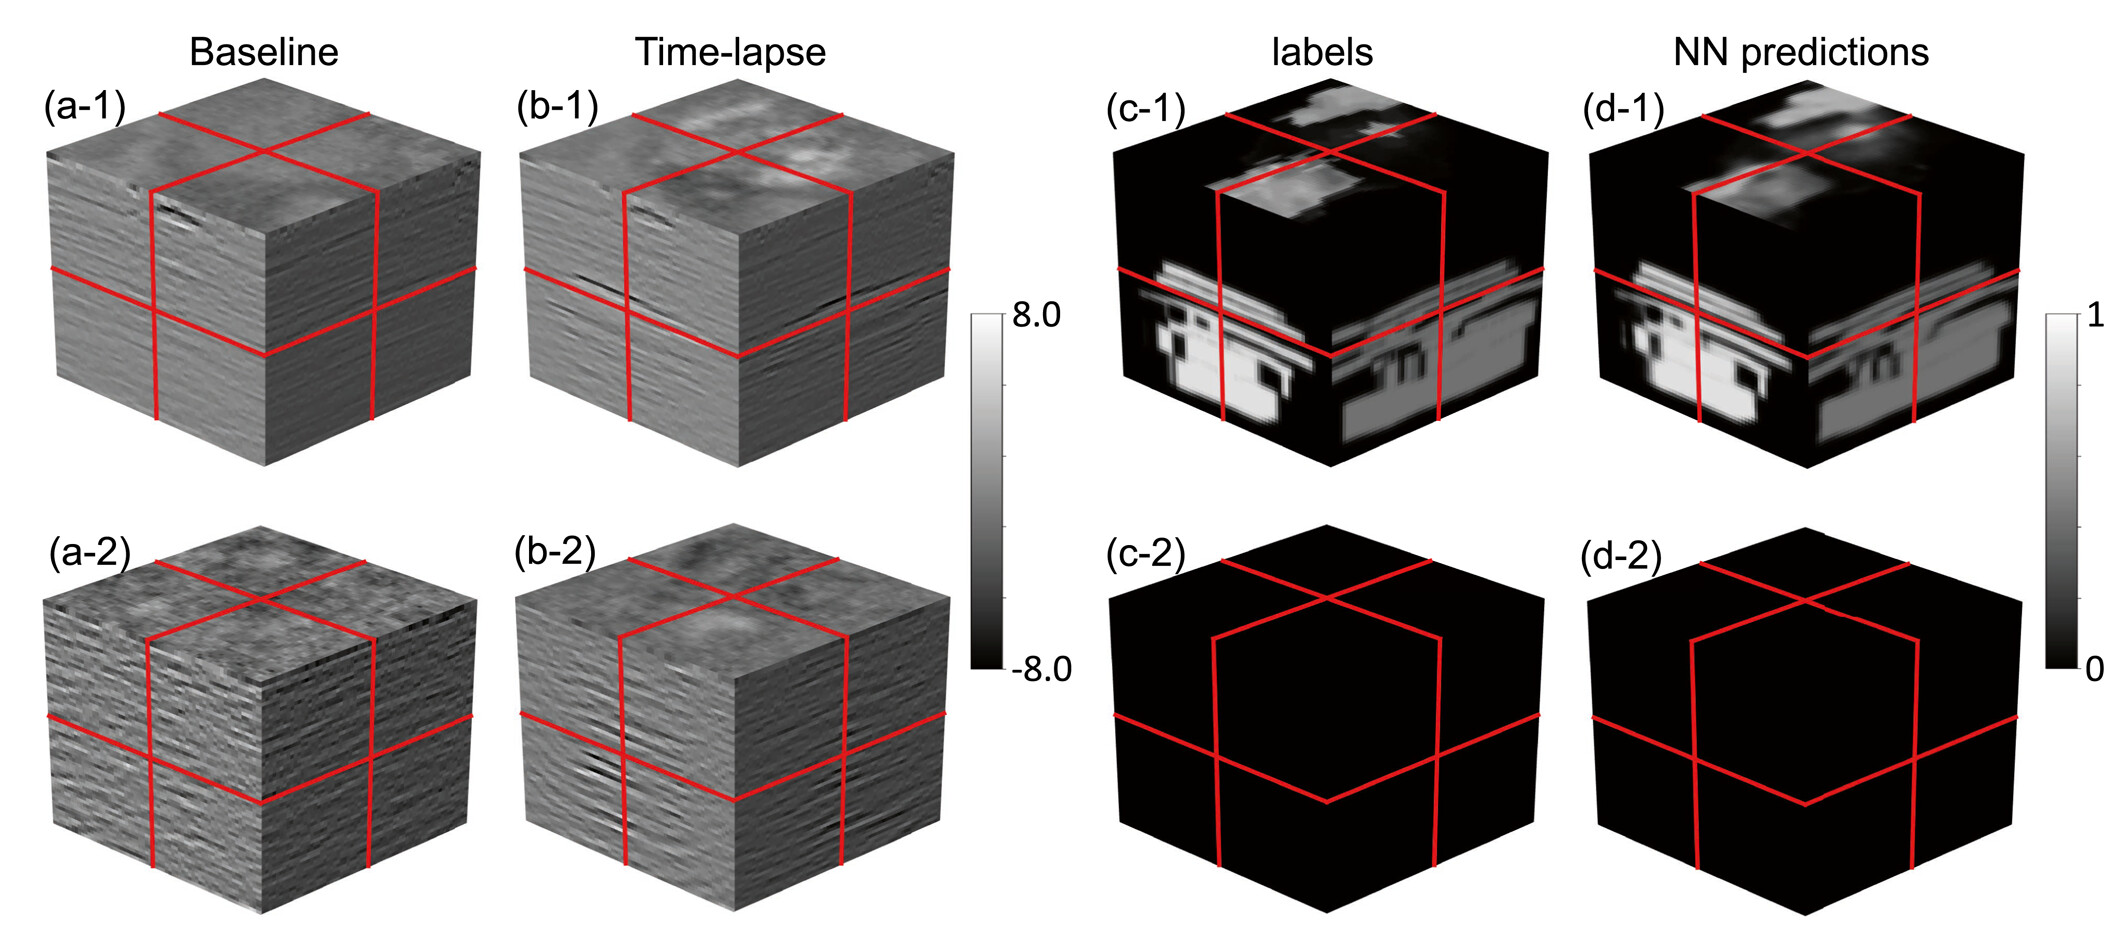 Baseline
Time-lapse
labels
NN predictions
(a-1)
(b-1)
(c-1)
(d-1)
8.0
-8.0
1
0
(a-2)
(b-2)
(c-2)
(d-2)